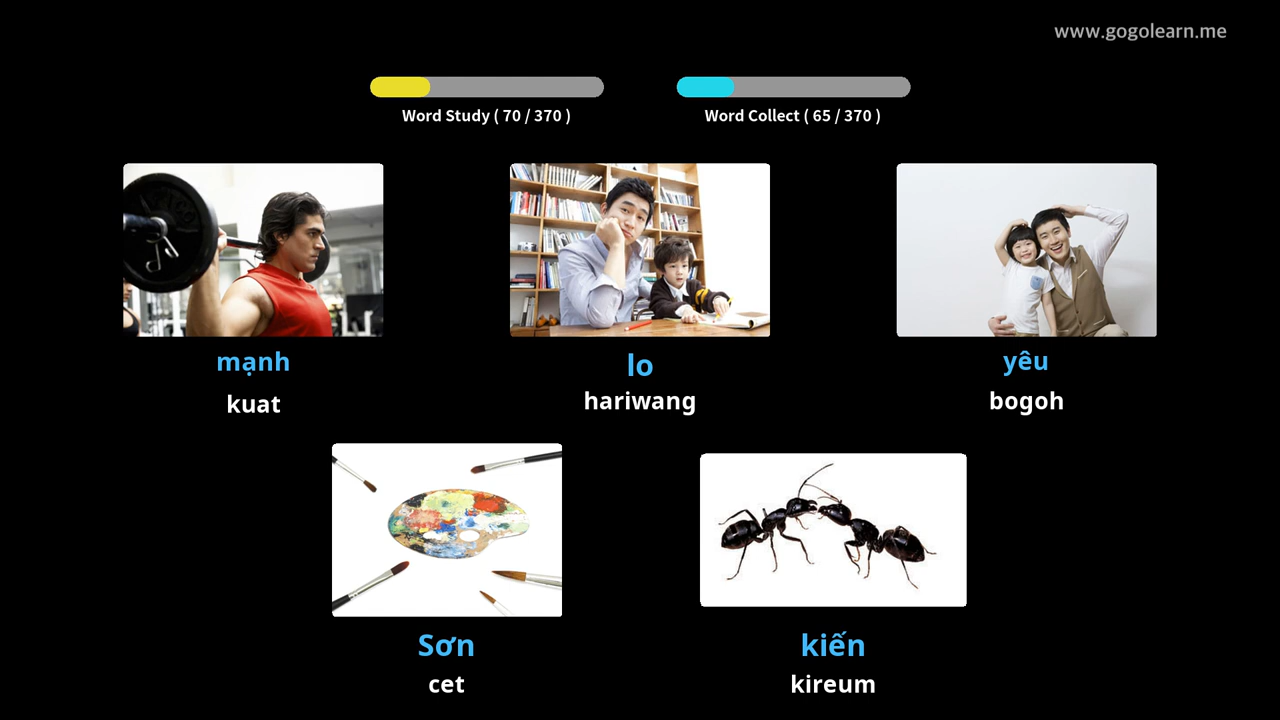 www.gogolearn.me
Word Study ( 70 / 370 )
Word Collect ( 65 / 370 )
mạnh
kuat
lo
hariwang
yêu
bogoh
Sơn
cet
kiến
kireum